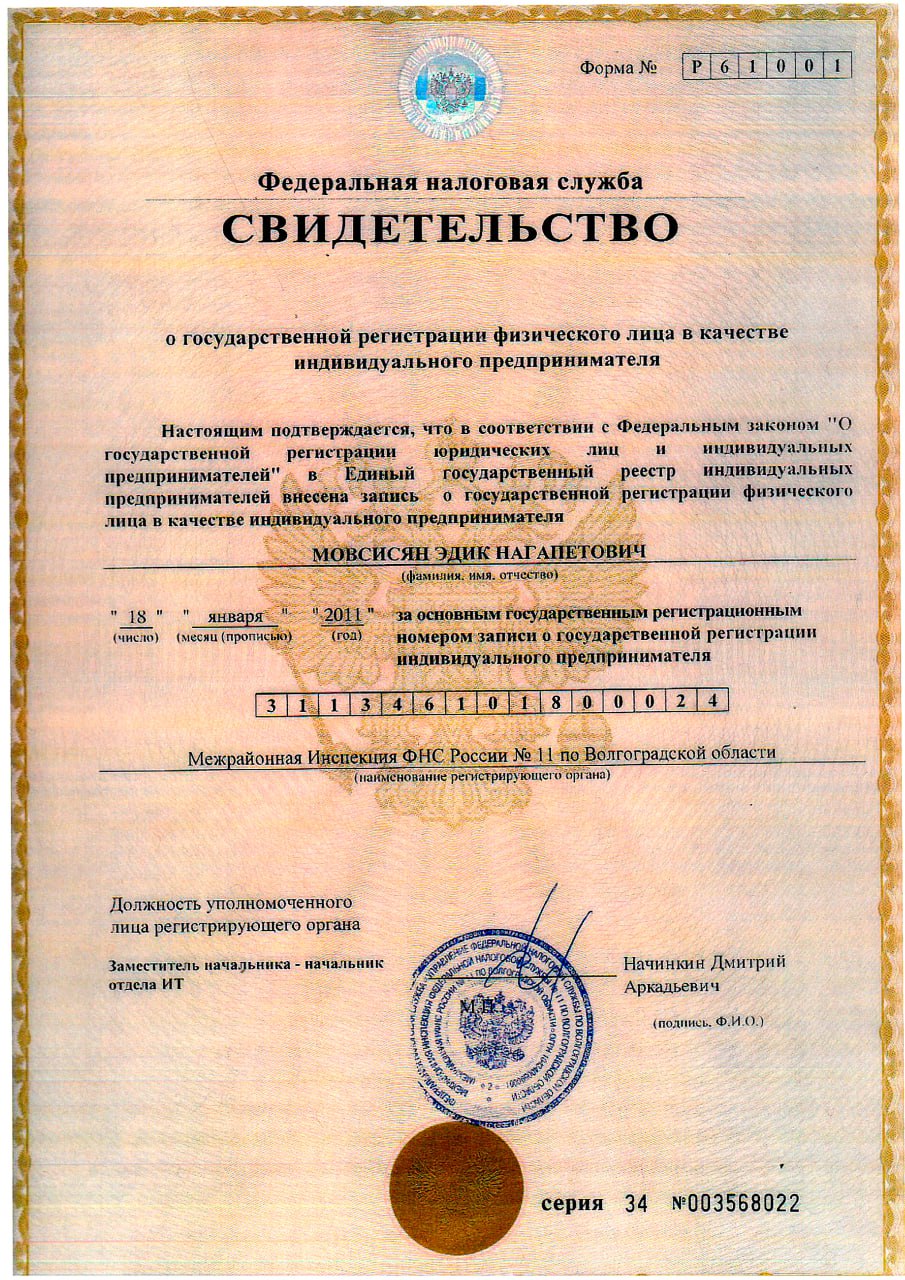 Форма № Р 6 1 0 0 1
Федеральная налоговая служба
СВИДЕТЕЛЬСТВО
о государственной регистрации физического лица в качестве
индивидуального предпринимателя
Настоящим подтверждается, что в соответствии с Федеральным законом "О
государственной регистрации юридических лиц и индивидуальных
предпринимателей" в Единый государственный реестр индивидуальных
предпринимателей внесена запись о государственной регистрации физического
лица в качестве индивидуального предпринимателя
МОВСИСЯН ЭДИК НАГАПЕТОВИЧ
(фамилия, имя, отчество)
" 18 " " января " " 2011 " за основным государственным регистрационным
(число) (месяц (прописью) (год) номером записи о государственной регистрации
индивидуального предпринимателя
3 1 1 3 4 6 1 0 1 8 0 0 0 2 4
Межрайонная Инспекция ФНС России № 11 по Волгоградской области
(наименование регистрирующего органа)
Должность уполномоченного
лица регистрирующего органа
Заместитель начальника - начальник
отдела ИТ
Начинкин Дмитрий
Аркадьевич
(подпись, Ф.И.О.)
М.П.
серия 34 №003568022